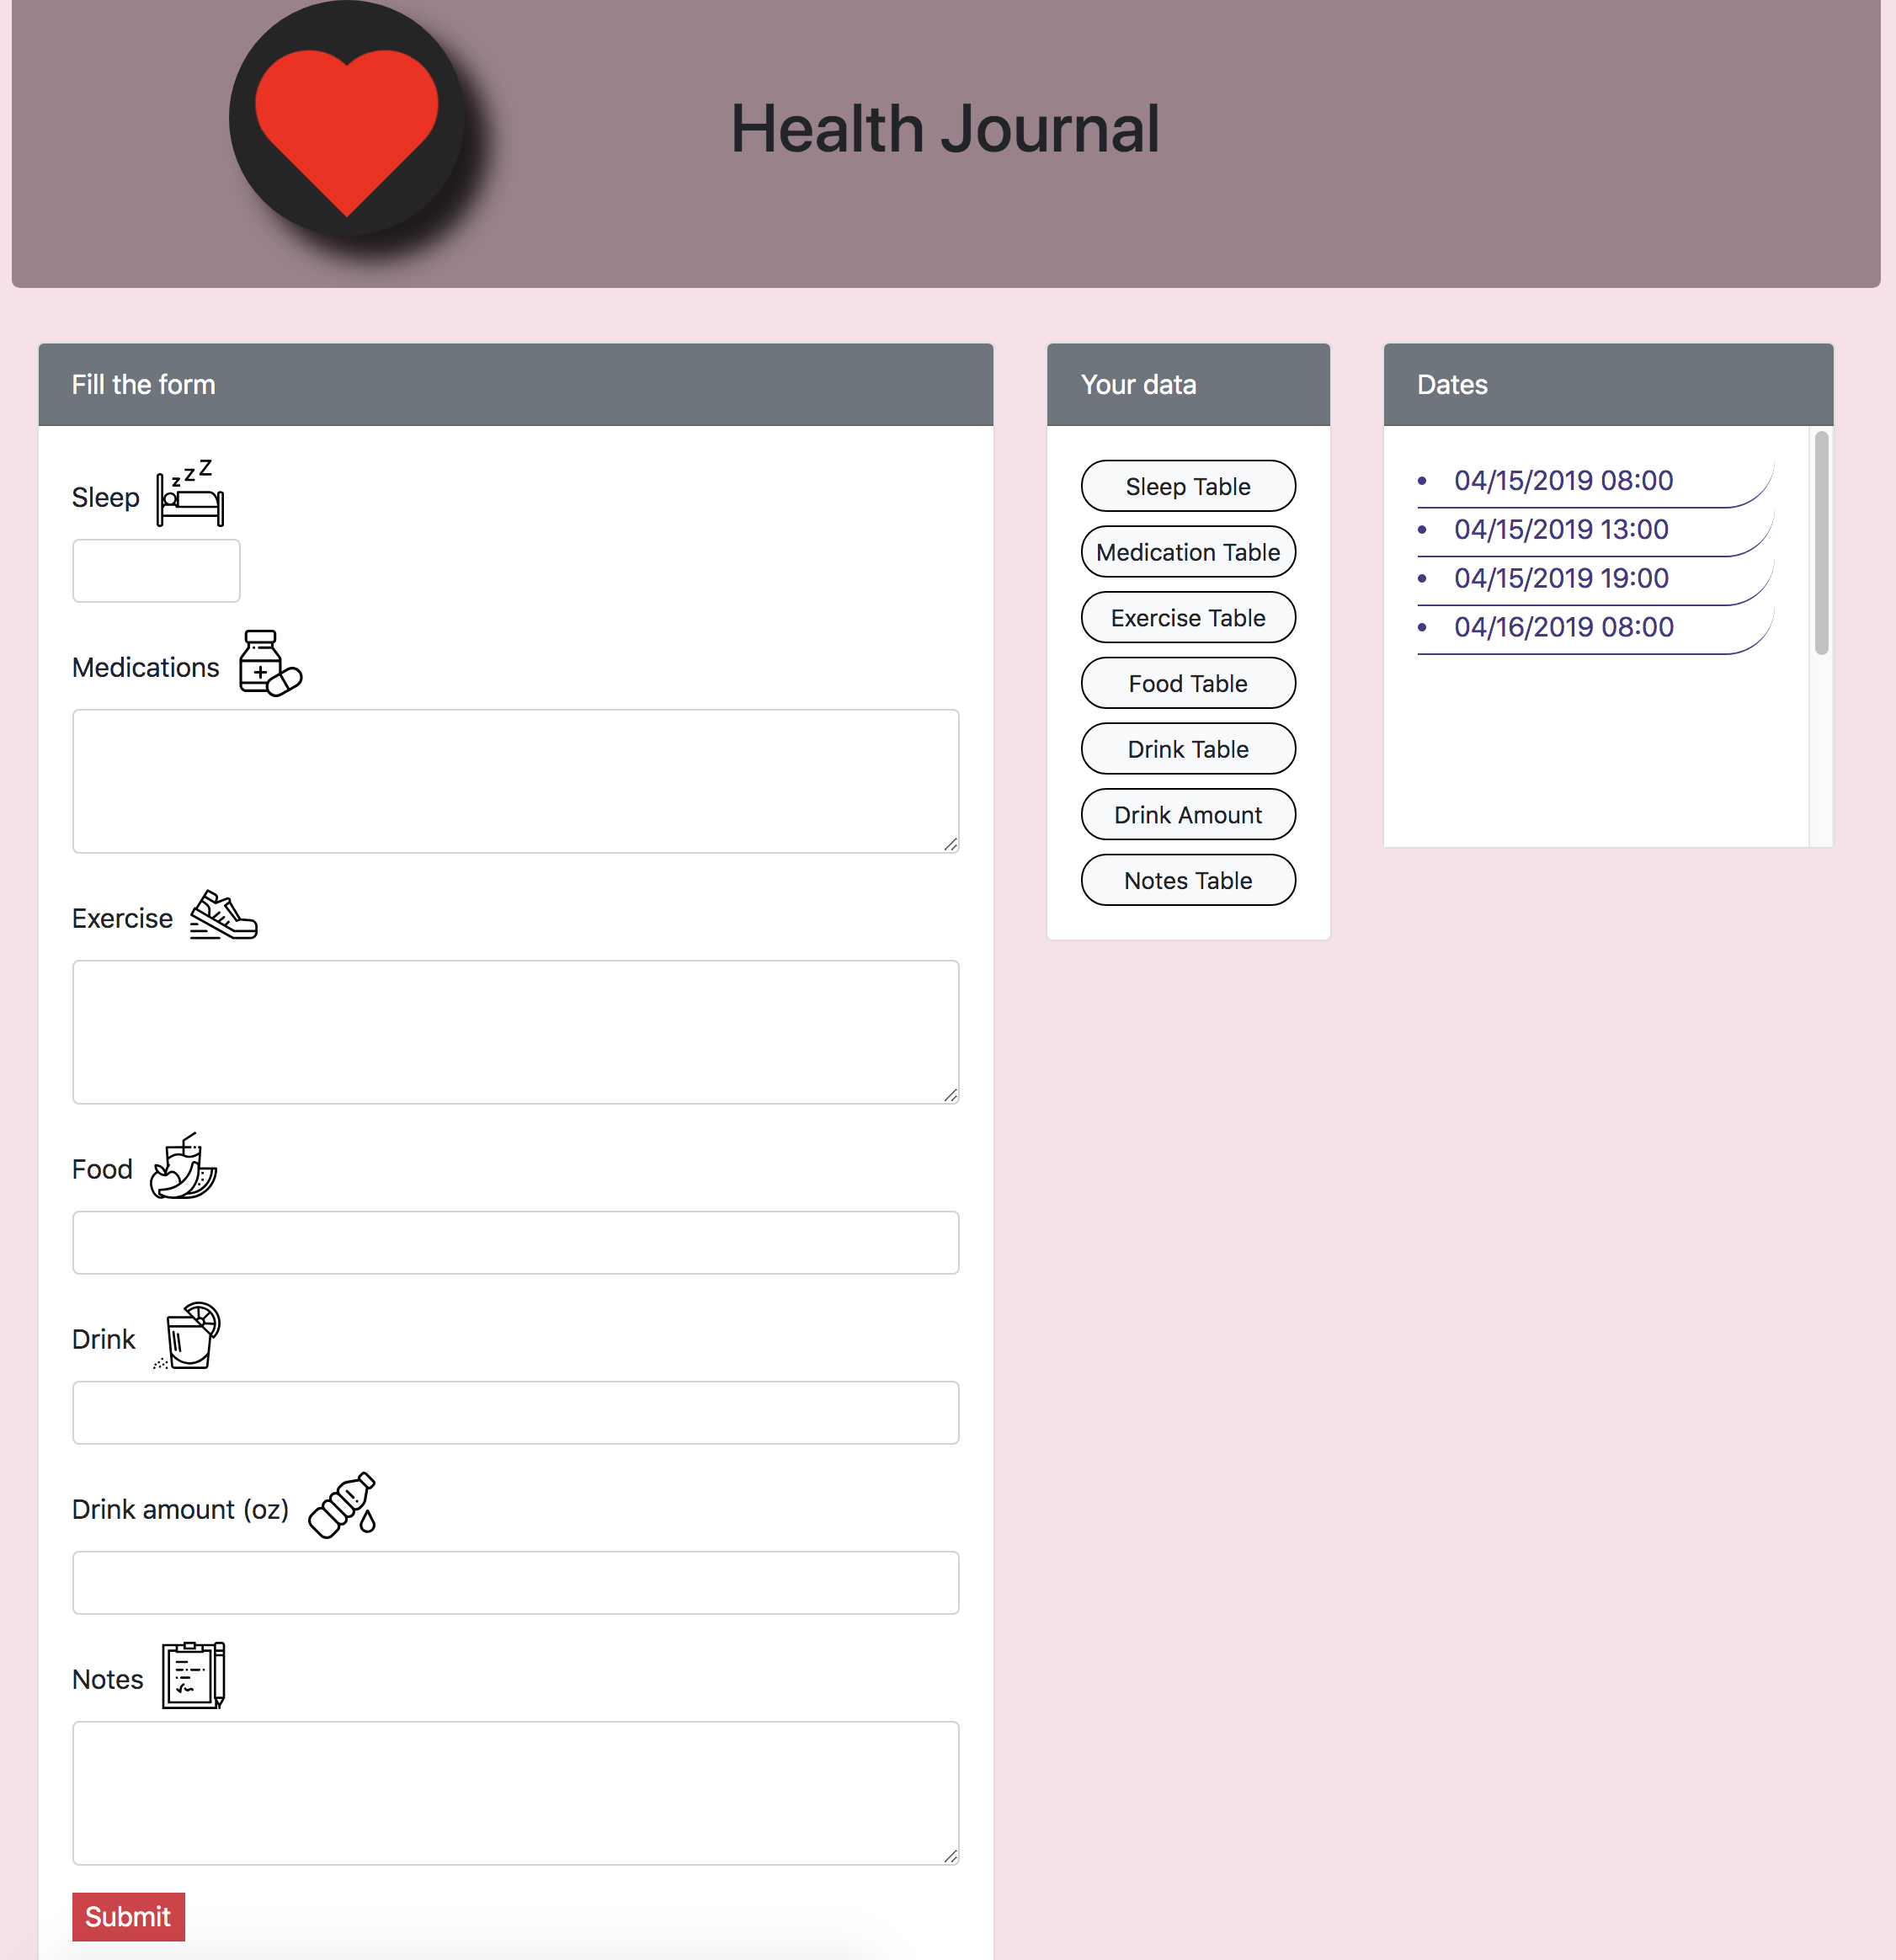 Health Journal
Fill the form
Sleep
Medications
Exercise
Food
Drink
Drink amount (oz)
Notes
Submit
Your data
Sleep Table
Medication Table
Exercise Table
Food Table
Drink Table
Drink Amount
Notes Table
Dates
04/15/2019 08:00
04/15/2019 13:00
04/15/2019 19:00
04/16/2019 08:00